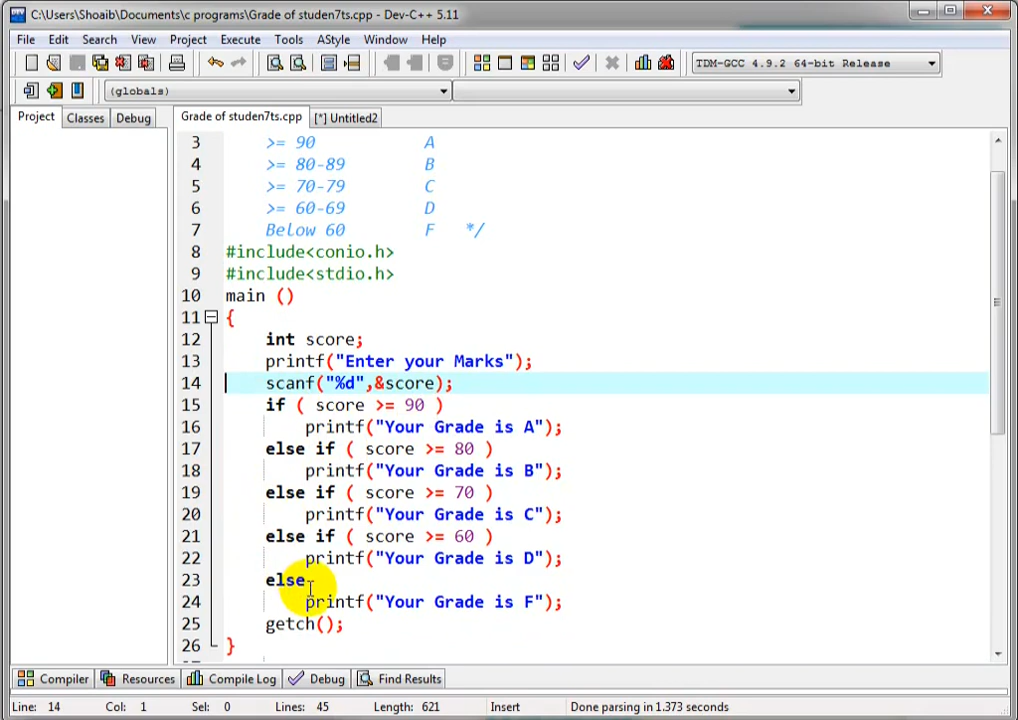 C:\Users\Shoaib\Documents\c programs\Grade of studen7ts.cpp - Dev-C++ 5.11
File Edit Search View Project Execute Tools AStyle Window Help
TDM-GCC 4.9.2 64-bit Release
(globals)
Project Classes Debug Grade of studen7ts.cpp [*] Untitled2
3 >= 90 A
4 >= 80-89 B
5 >= 70-79 C
6 >= 60-69 D
7 Below 60 F */
8 #include<conio.h>
9 #include<stdio.h>
10 main ()
11 {
12 int score;
13 printf("Enter your Marks");
14 scanf("%d",&score);
15 if ( score >= 90 )
16 printf("Your Grade is A");
17 else if ( score >= 80 )
18 printf("Your Grade is B");
19 else if ( score >= 70 )
20 printf("Your Grade is C");
21 else if ( score >= 60 )
22 printf("Your Grade is D");
23 else
24 printf("Your Grade is F");
25 getch();
26 }
Compiler Resources Compile Log Debug Find Results
Line: 14 Col: 1 Sel: 0 Lines: 45 Length: 621 Insert Done parsing in 1.373 seconds